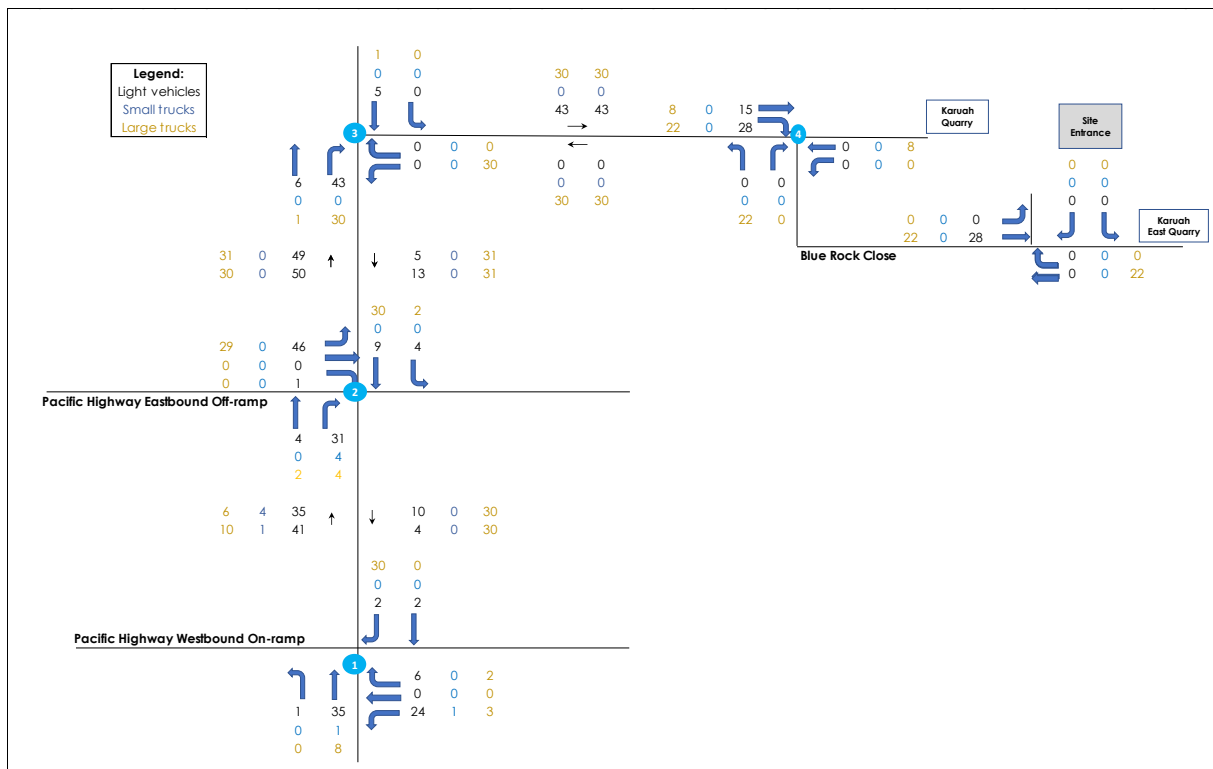 1 0
Legend:
Light vehicles
Small trucks
Large trucks
0 0
5 0
30 30
0 0
43 43
8 0 15
22 0 28
3
4
Karuah
Quarry
Site
Entrance
0 0 0
0 0 30
0 0 8
0 0 0
6 43
0 0
1 30
0 0
0 0
30 30
0 0
0 0
22 0
0 0
0 0
0 0
0 0 0
22 0 28
Karuah
East Quarry
Blue Rock Close
0 0 0
0 0 22
31 0 49
30 0 50
5 0 31
13 0 31
30 2
0 0
9 4
29 0 46
0 0 0
0 0 1
2
Pacific Highway Eastbound Off-ramp
4 31
0 4
2 4
6 4 35
10 1 41
10 0 30
4 0 30
30 0
0 0
2 2
Pacific Highway Westbound On-ramp
1
6 0 2
0 0 0
24 1 3
1 35
0 1
0 8